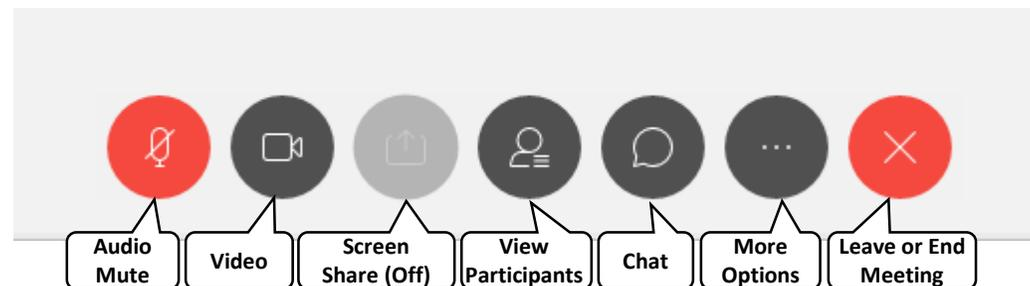 Audio
Mute
Video
Screen
Share (Off)
View
Participants
Chat
More
Options
Leave or End
Meeting